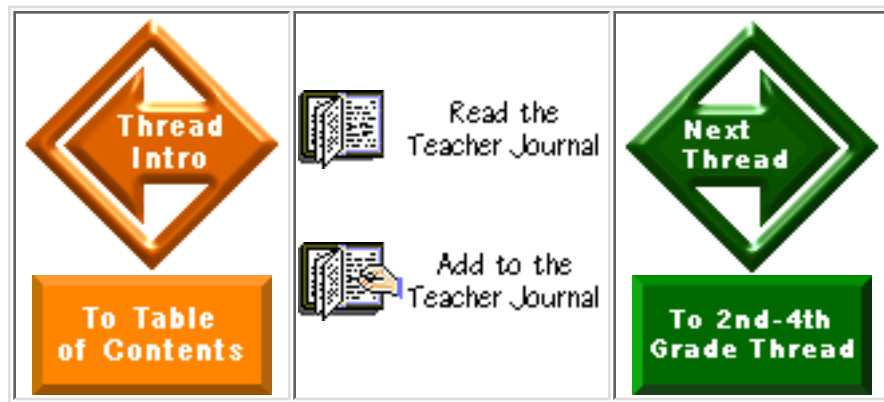 Thread
Intro
To Table
of Contents
Read the
Teacher Journal
Add to the
Teacher Journal
Next
Thread
To 2nd-4th
Grade Thread